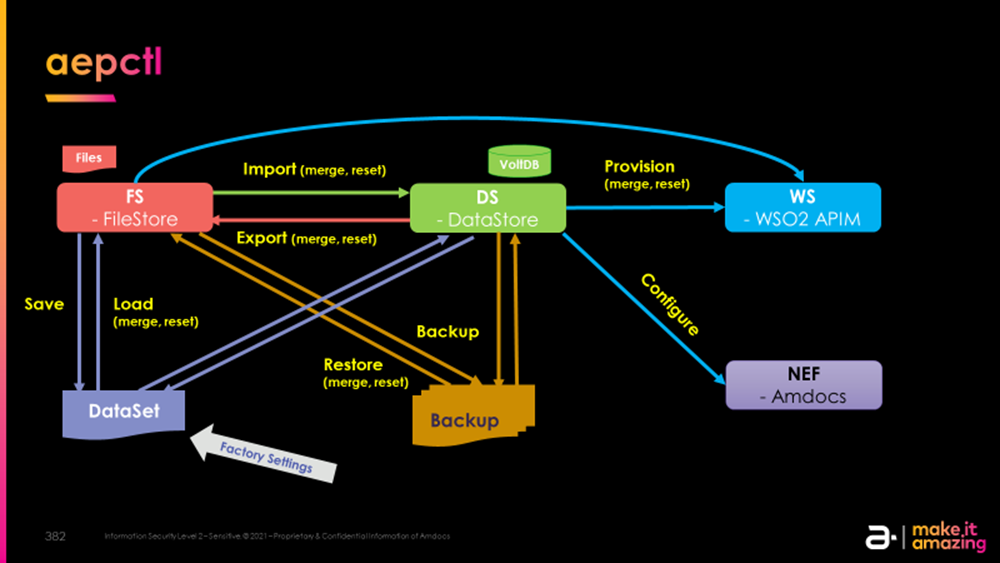 aepctl
Files
VoltDB
Import (merge, reset)
Provision
(merge, reset)
FS
- FileStore
DS
- DataStore
WS
- WSO2 APIM
Export (merge, reset)
Save
Load
(merge, reset)
Configure
Backup
Restore
(merge, reset)
NEF
- Amdocs
DataSet
Backup
Factory Settings
382
Information Security Level 2 – Sensitive. © 2021 – Proprietary & Confidential Information of Amdocs
a
make it
amazing